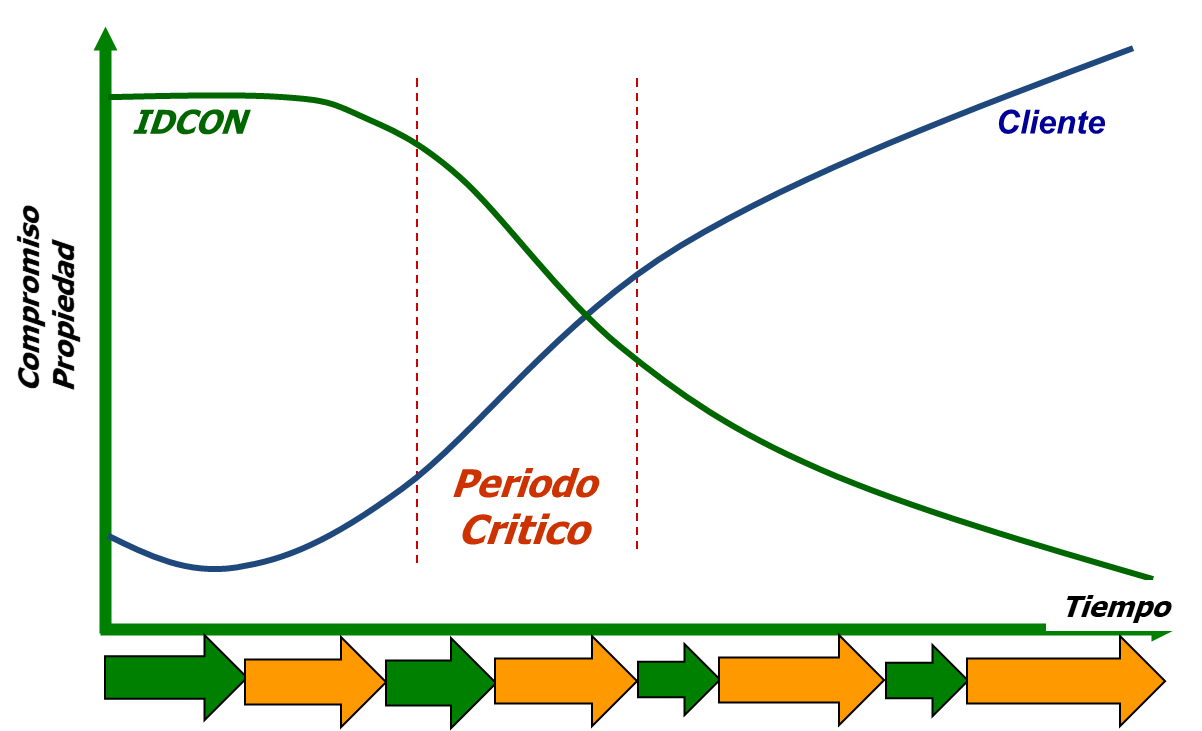 IDCON
Cliente
Compromiso
Propiedad
Periodo
Critico
Tiempo